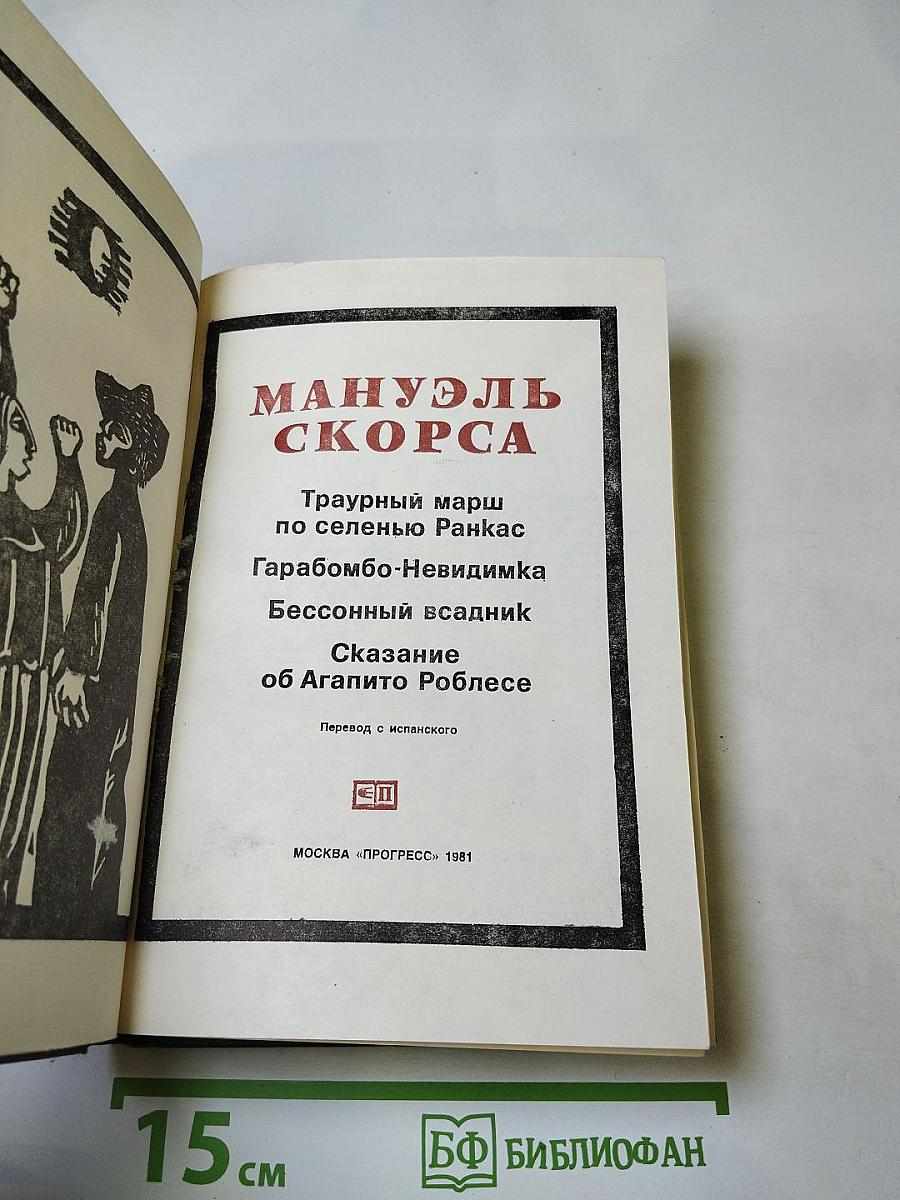 МАНУЭЛЬ
СКОРСА
Траурный марш
по селенью Ранкас
Гарабомбо-Невидимка
Бессонный всадник
Сказание
об Агапито Роблесе
Перевод с испанского
П
МОСКВА «ПРОГРЕСС» 1981
15 см
БФ БИБЛИОФАН